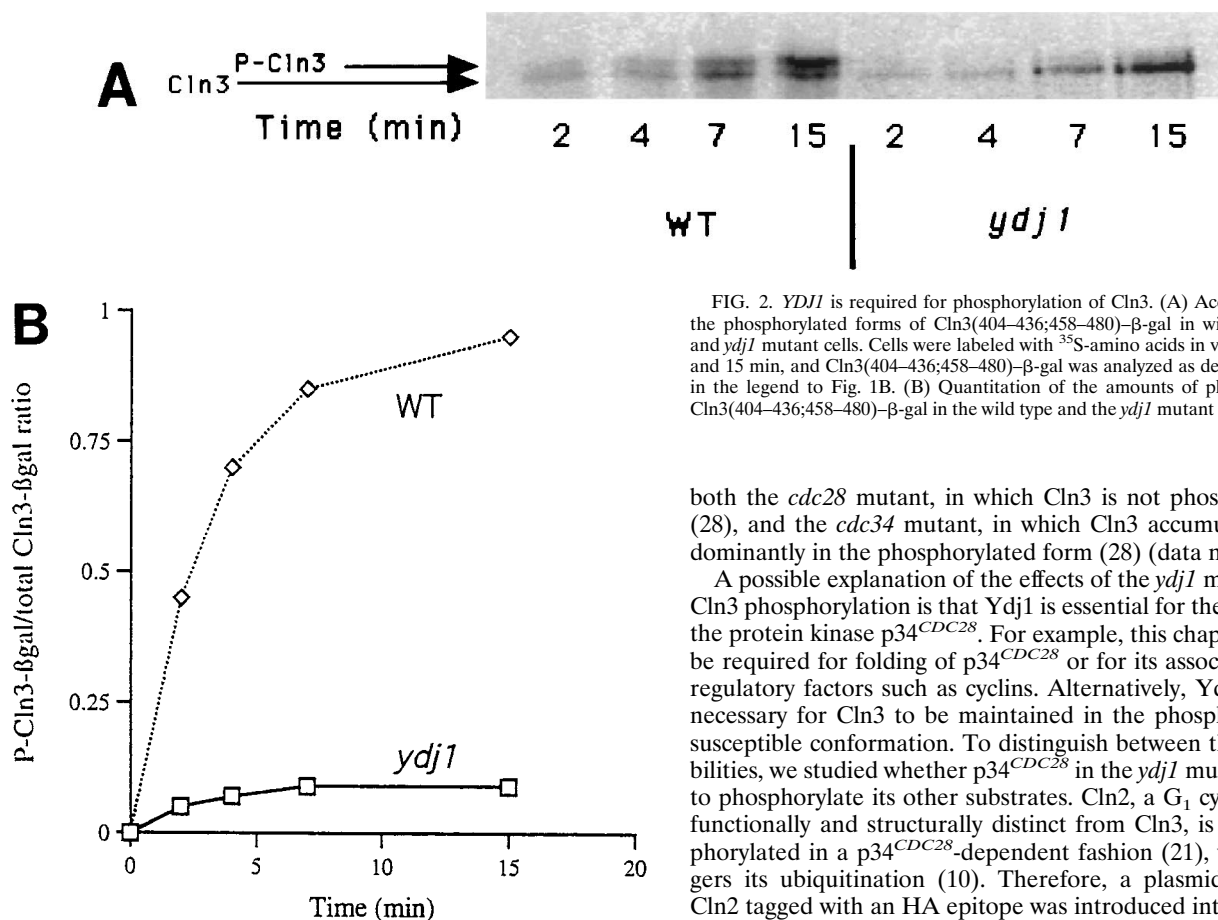 A
P-Cln3
Cln3
Time (min)
2 4 7 15 2 4 7 15
WT ydj1
B
P-Cln3-βgal/total Cln3-βgal ratio
1
0.75
0.5
0.25
0
WT
ydj1
0 5 10 15 20
Time (min)
FIG. 2. YDJ1 is required for phosphorylation of Cln3. (A) Acc
the phosphorylated forms of Cln3(404–436;458–480)–β-gal in wi
and ydj1 mutant cells. Cells were labeled with ³⁵S-amino acids in v
and 15 min, and Cln3(404–436;458–480)–β-gal was analyzed as de
in the legend to Fig. 1B. (B) Quantitation of the amounts of ph
Cln3(404–436;458–480)–β-gal in the wild type and the ydj1 mutant
both the cdc28 mutant, in which Cln3 is not phos
(28), and the cdc34 mutant, in which Cln3 accumu
dominantly in the phosphorylated form (28) (data n
A possible explanation of the effects of the ydj1 m
Cln3 phosphorylation is that Ydj1 is essential for the
the protein kinase p34CDC28. For example, this chap
be required for folding of p34CDC28 or for its assoc
regulatory factors such as cyclins. Alternatively, Yd
necessary for Cln3 to be maintained in the phosph
susceptible conformation. To distinguish between th
bilities, we studied whether p34CDC28 in the ydj1 mu
to phosphorylate its other substrates. Cln2, a G₁ cy
functionally and structurally distinct from Cln3, is
phorylated in a p34CDC28-dependent fashion (21), t
gers its ubiquitination (10). Therefore, a plasmid
Cln2 tagged with an HA epitope was introduced int